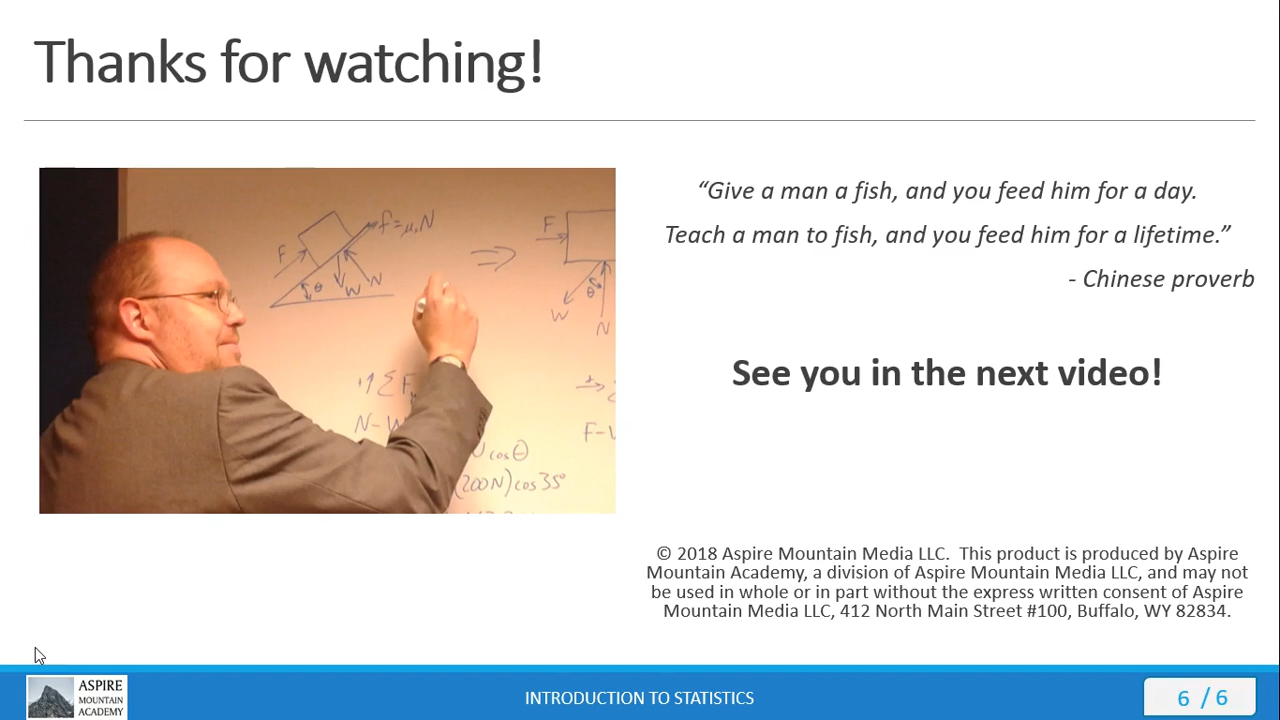 Thanks for watching!
“Give a man a fish, and you feed him for a day.
Teach a man to fish, and you feed him for a lifetime.”
- Chinese proverb
See you in the next video!
F
θ
W
N
f=μₛN
⇒
F
θ
W
N
N-W
cosθ
(200N)cos35°
F-
© 2018 Aspire Mountain Media LLC. This product is produced by Aspire
Mountain Academy, a division of Aspire Mountain Media LLC, and may not
be used in whole or in part without the express written consent of Aspire
Mountain Media LLC, 412 North Main Street #100, Buffalo, WY 82834.
ASPIRE
MOUNTAIN
ACADEMY
INTRODUCTION TO STATISTICS
6 / 6